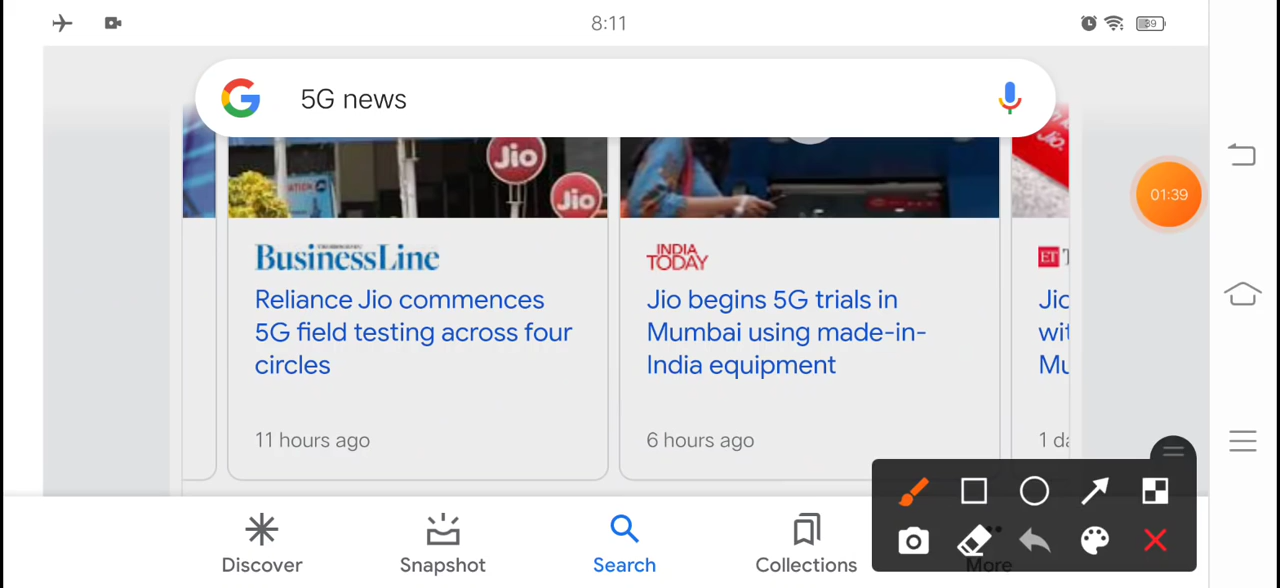 8:11
89
5G news
01:39
Jio
Jio
BusinessLine
INDIA
TODAY
ET
Reliance Jio commences
5G field testing across four
circles
Jio begins 5G trials in
Mumbai using made-in-
India equipment
11 hours ago
6 hours ago
Discover
Snapshot
Search
Collections
More